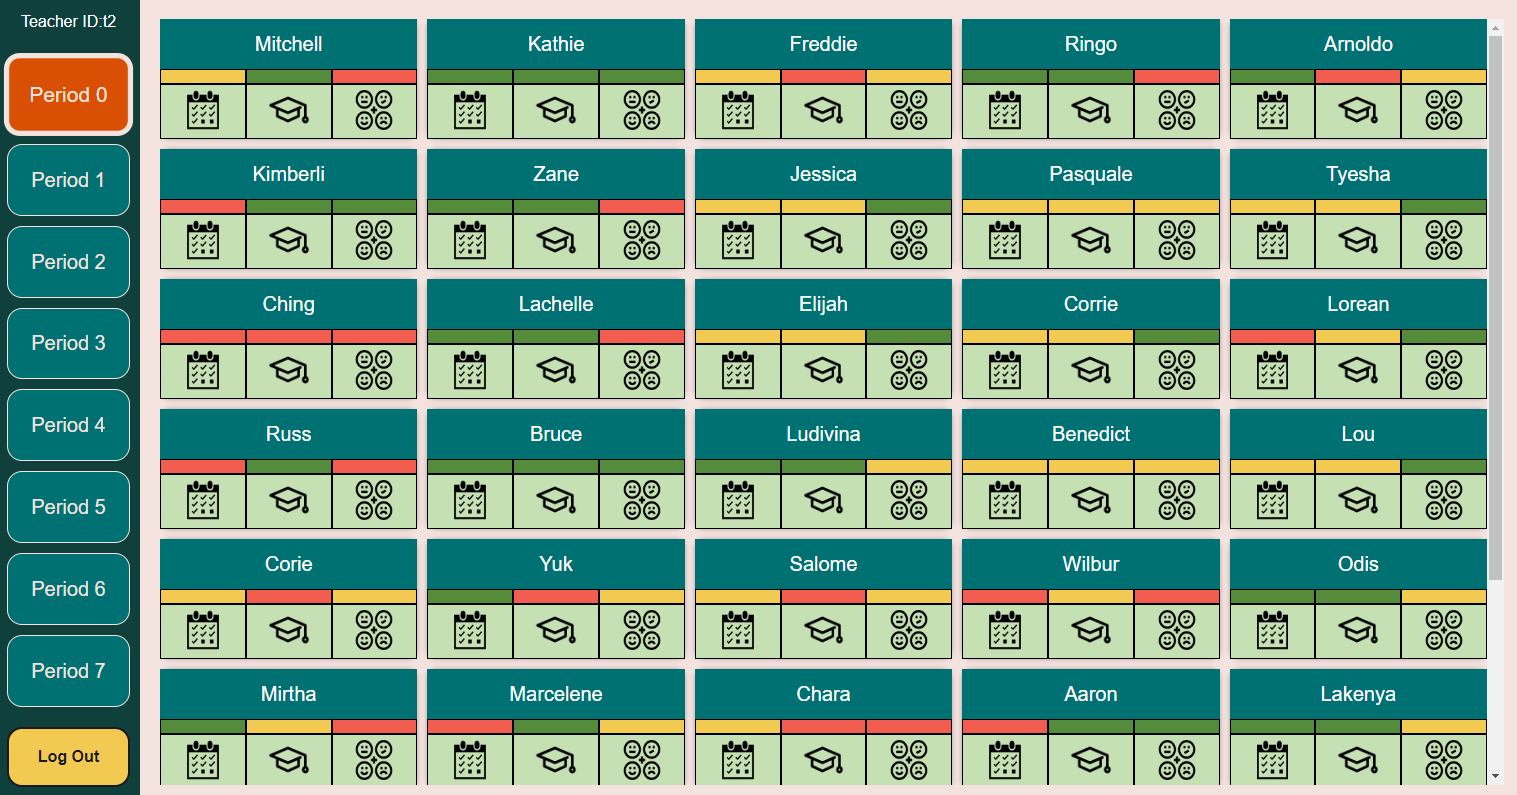 Teacher ID:t2
Period 0
Period 1
Period 2
Period 3
Period 4
Period 5
Period 6
Period 7
Log Out
Mitchell
Kathie
Freddie
Ringo
Arnoldo
Kimberli
Zane
Jessica
Pasquale
Tyesha
Ching
Lachelle
Elijah
Corrie
Lorean
Russ
Bruce
Ludivina
Benedict
Lou
Corie
Yuk
Salome
Wilbur
Odis
Mirtha
Marcelene
Chara
Aaron
Lakenya